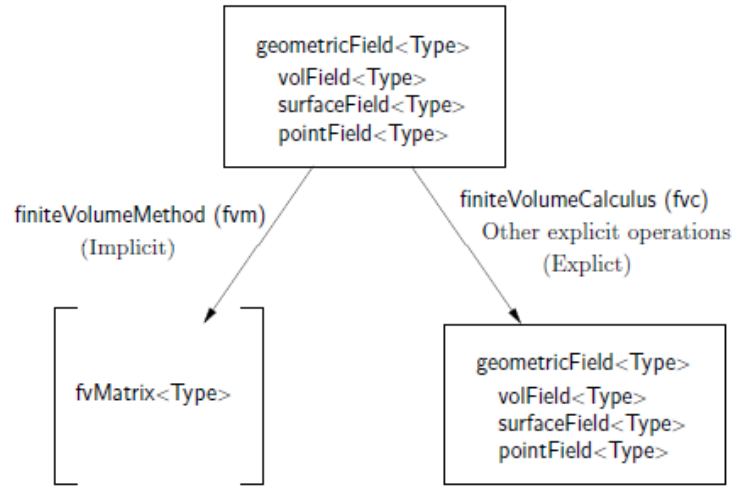 geometricField<Type>
volField<Type>
surfaceField<Type>
pointField<Type>
finiteVolumeMethod (fvm)
(Implicit)
finiteVolumeCalculus (fvc)
Other explicit operations
(Explict)
fvMatrix<Type>
geometricField<Type>
volField<Type>
surfaceField<Type>
pointField<Type>